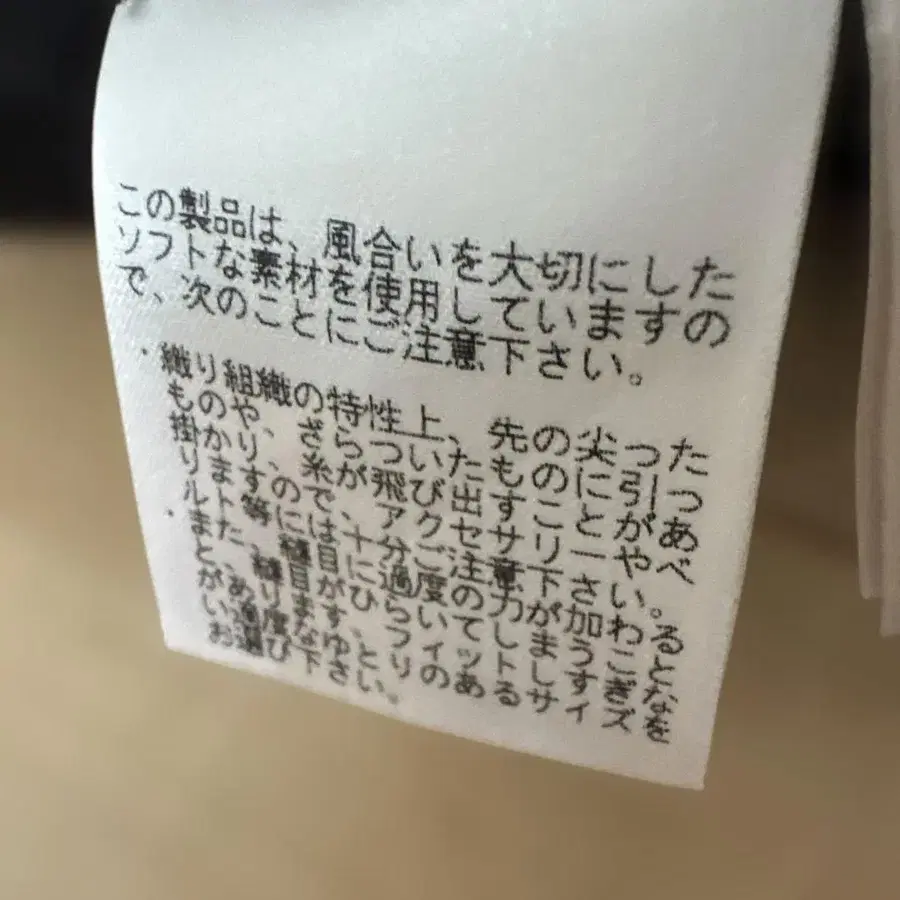 この製品は、風合いを大切にした
ソフトな素材を使用していますの
で、次のことにご注意下さい。
・織り組織の特性上、先の尖った
ものや、ざらついたものに引っ
掛かり、糸が飛び出すことがあ
りますので、アクセサリーやベ
ルト等には十分ご注意下さい。
・また、縫目に過度の力が加わる
と、縫目がひらいてしまうこと
があります。フィットしすぎな
い適度なゆとりのあるサイズを
お選び下さい。